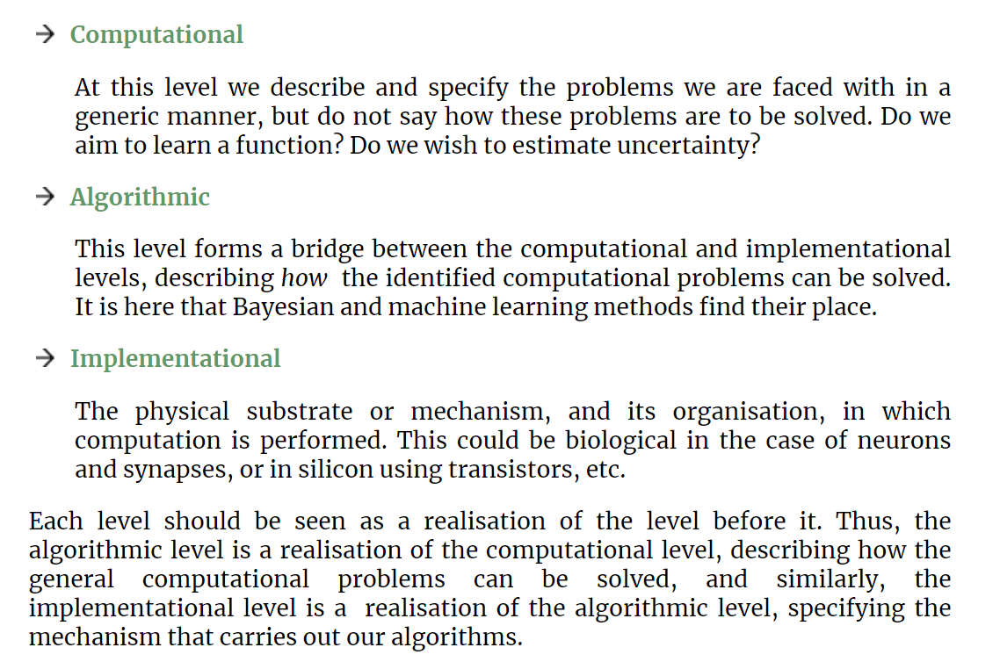 → Computational
At this level we describe and specify the problems we are faced with in a
generic manner, but do not say how these problems are to be solved. Do we
aim to learn a function? Do we wish to estimate uncertainty?
→ Algorithmic
This level forms a bridge between the computational and implementational
levels, describing how the identified computational problems can be solved.
It is here that Bayesian and machine learning methods find their place.
→ Implementational
The physical substrate or mechanism, and its organisation, in which
computation is performed. This could be biological in the case of neurons
and synapses, or in silicon using transistors, etc.
Each level should be seen as a realisation of the level before it. Thus, the
algorithmic level is a realisation of the computational level, describing how the
general computational problems can be solved, and similarly, the
implementational level is a realisation of the algorithmic level, specifying the
mechanism that carries out our algorithms.